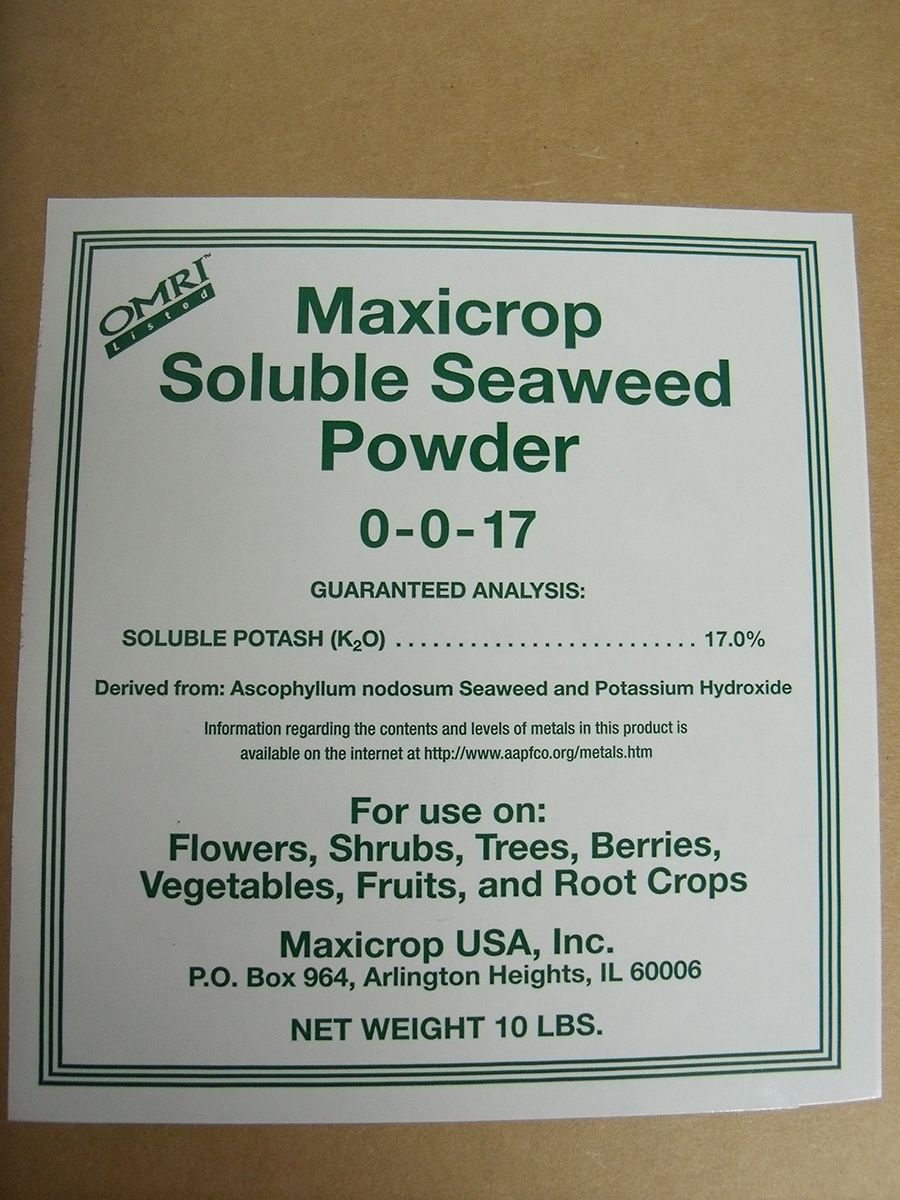 OMRI™
Listed
Maxicrop
Soluble Seaweed
Powder
0-0-17
GUARANTEED ANALYSIS:
SOLUBLE POTASH (K₂O) . . . . . . . . . . . . . . . . . . . . . . . . . 17.0%
Derived from: Ascophyllum nodosum Seaweed and Potassium Hydroxide
Information regarding the contents and levels of metals in this product is
available on the internet at http://www.aapfco.org/metals.htm
For use on:
Flowers, Shrubs, Trees, Berries,
Vegetables, Fruits, and Root Crops
Maxicrop USA, Inc.
P.O. Box 964, Arlington Heights, IL 60006
NET WEIGHT 10 LBS.